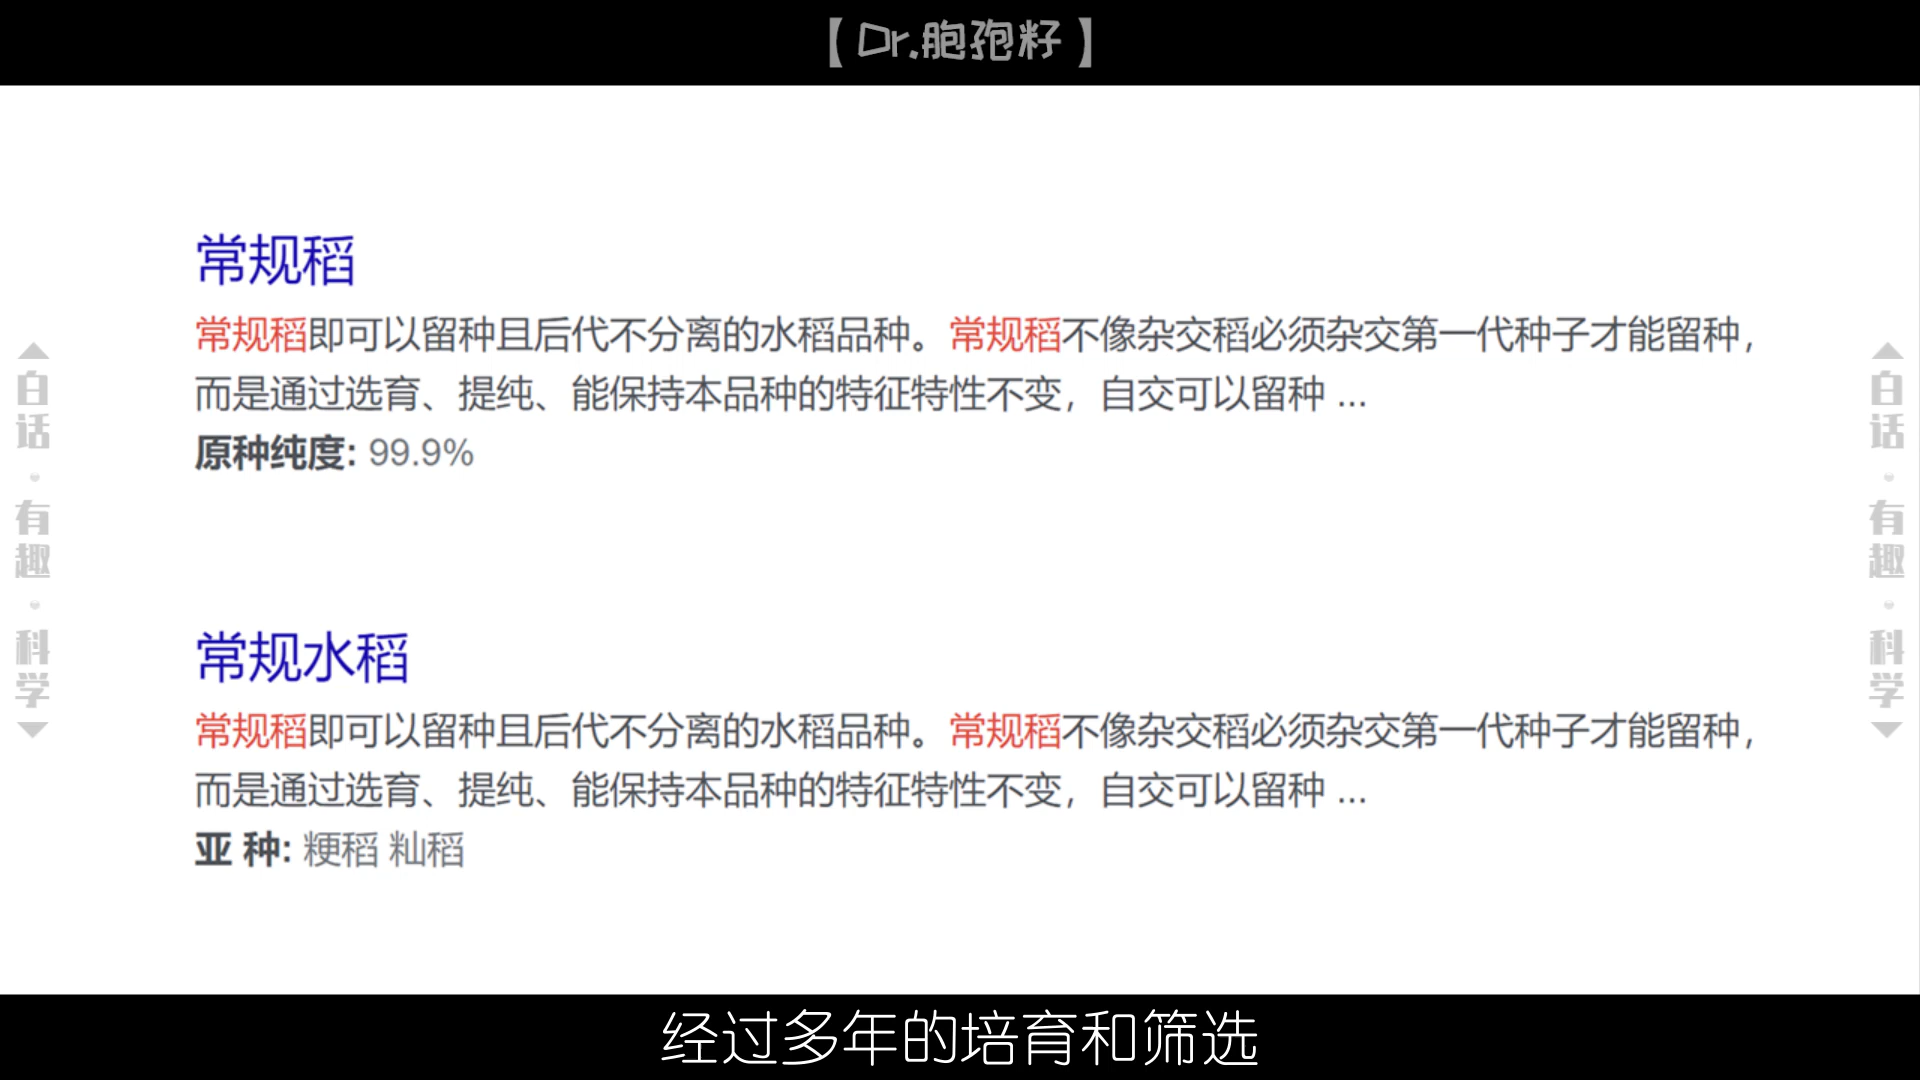 【Dr.胞孢籽】
常规稻
常规稻即可以留种且后代不分离的水稻品种。常规稻不像杂交稻必须杂交第一代种子才能留种，
而是通过选育、提纯、能保持本品种的特征特性不变，自交可以留种 ...
原种纯度: 99.9%
常规水稻
常规稻即可以留种且后代不分离的水稻品种。常规稻不像杂交稻必须杂交第一代种子才能留种，
而是通过选育、提纯、能保持本品种的特征特性不变，自交可以留种 ...
亚 种: 粳稻 籼稻
白话·有趣·科学
白话·有趣·科学
经过多年的培育和筛选